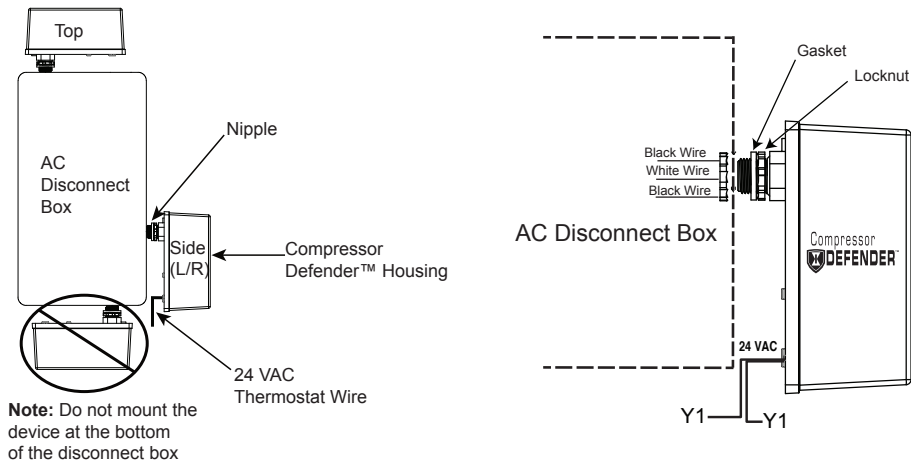 Top
AC
Disconnect
Box
Nipple
Side
(L/R)
Compressor
Defender™ Housing
24 VAC
Thermostat Wire
Note: Do not mount the
device at the bottom
of the disconnect box
Gasket
Locknut
Black Wire
White Wire
Black Wire
AC Disconnect Box
Compressor
DEFENDER™
24 VAC
Y1
Y1